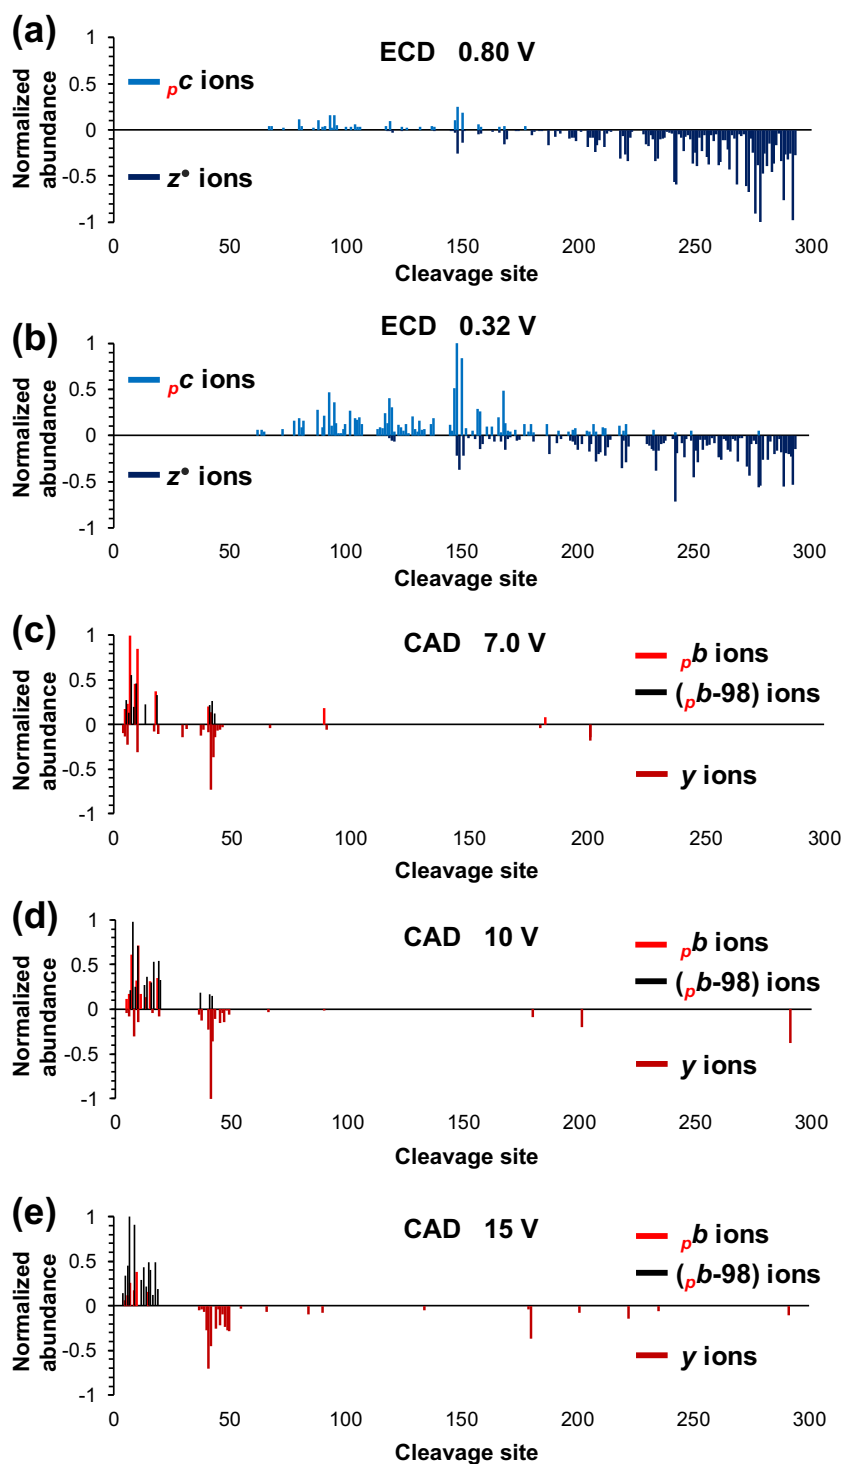 (a)
ECD 0.80 V
Normalized
abundance
1
0.5
0
-0.5
-1
pc ions
z• ions
0 50 100 150 200 250 300
Cleavage site
(b)
ECD 0.32 V
Normalized
abundance
1
0.5
0
-0.5
-1
pc ions
z• ions
0 50 100 150 200 250 300
Cleavage site
(c)
CAD 7.0 V
Normalized
abundance
1
0.5
0
-0.5
-1
pb ions
(pb-98) ions
y ions
0 50 100 150 200 250 300
Cleavage site
(d)
CAD 10 V
Normalized
abundance
1
0.5
0
-0.5
-1
pb ions
(pb-98) ions
y ions
0 50 100 150 200 250 300
Cleavage site
(e)
CAD 15 V
Normalized
abundance
1
0.5
0
-0.5
-1
pb ions
(pb-98) ions
y ions
0 50 100 150 200 250 300
Cleavage site